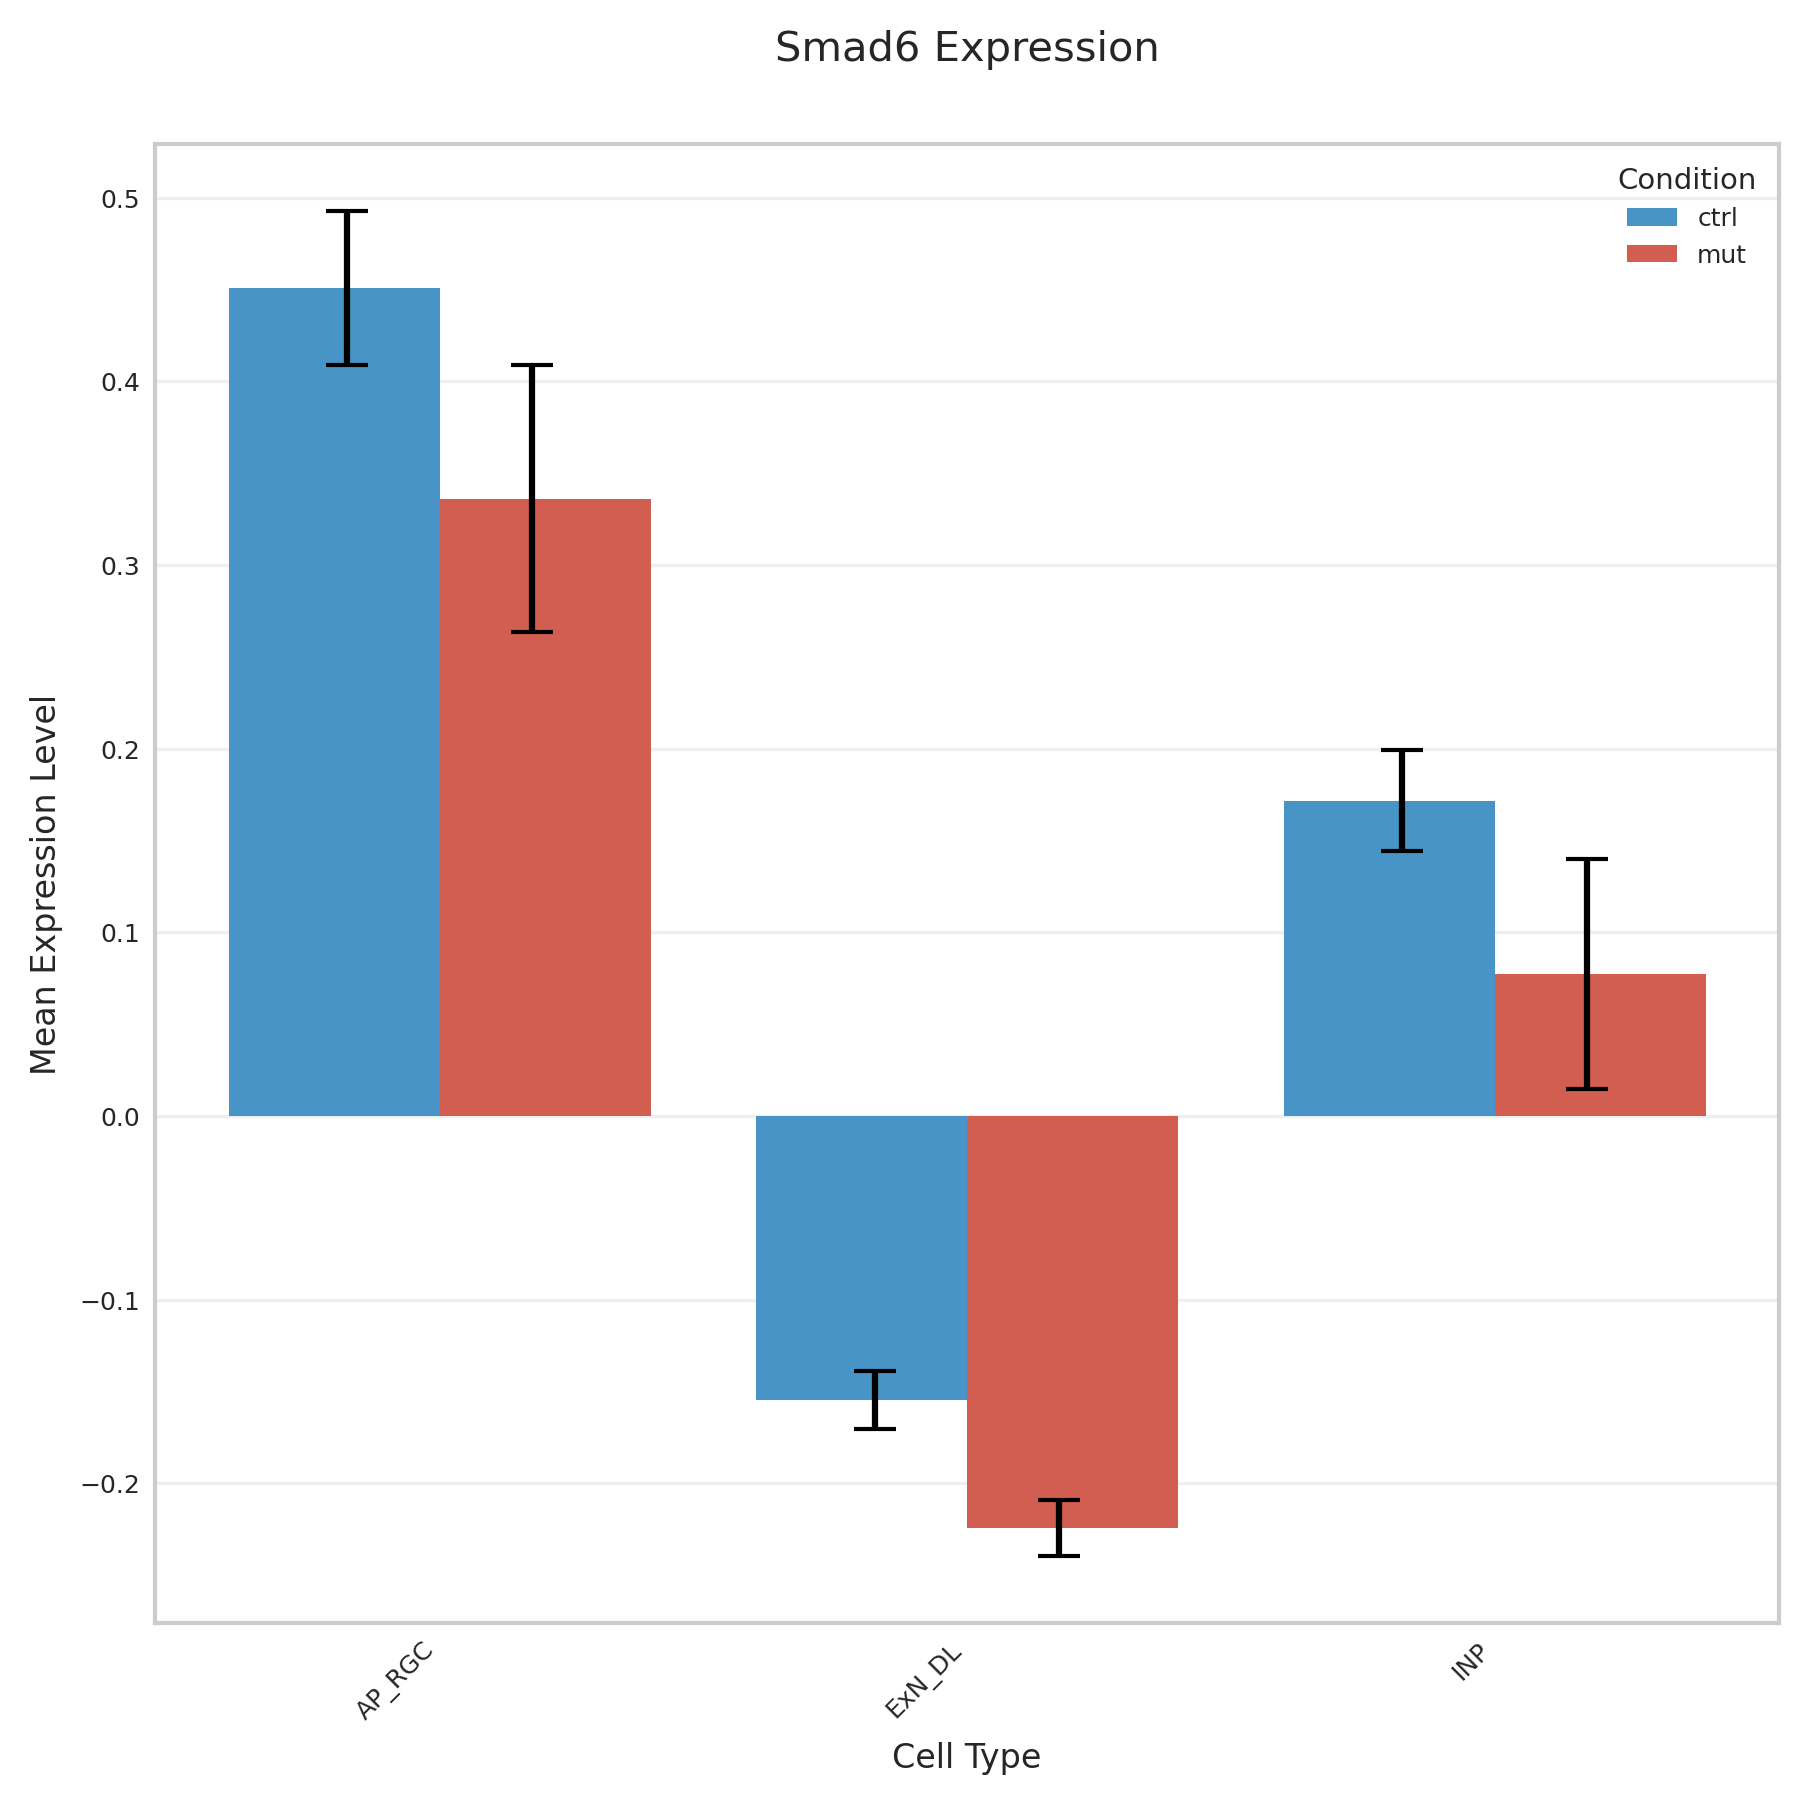 Smad6 Expression
Condition
ctrl
mut
0.5
0.4
0.3
0.2
0.1
0.0
−0.1
−0.2
Mean Expression Level
AP_RGC
ExN_DL
INP
Cell Type